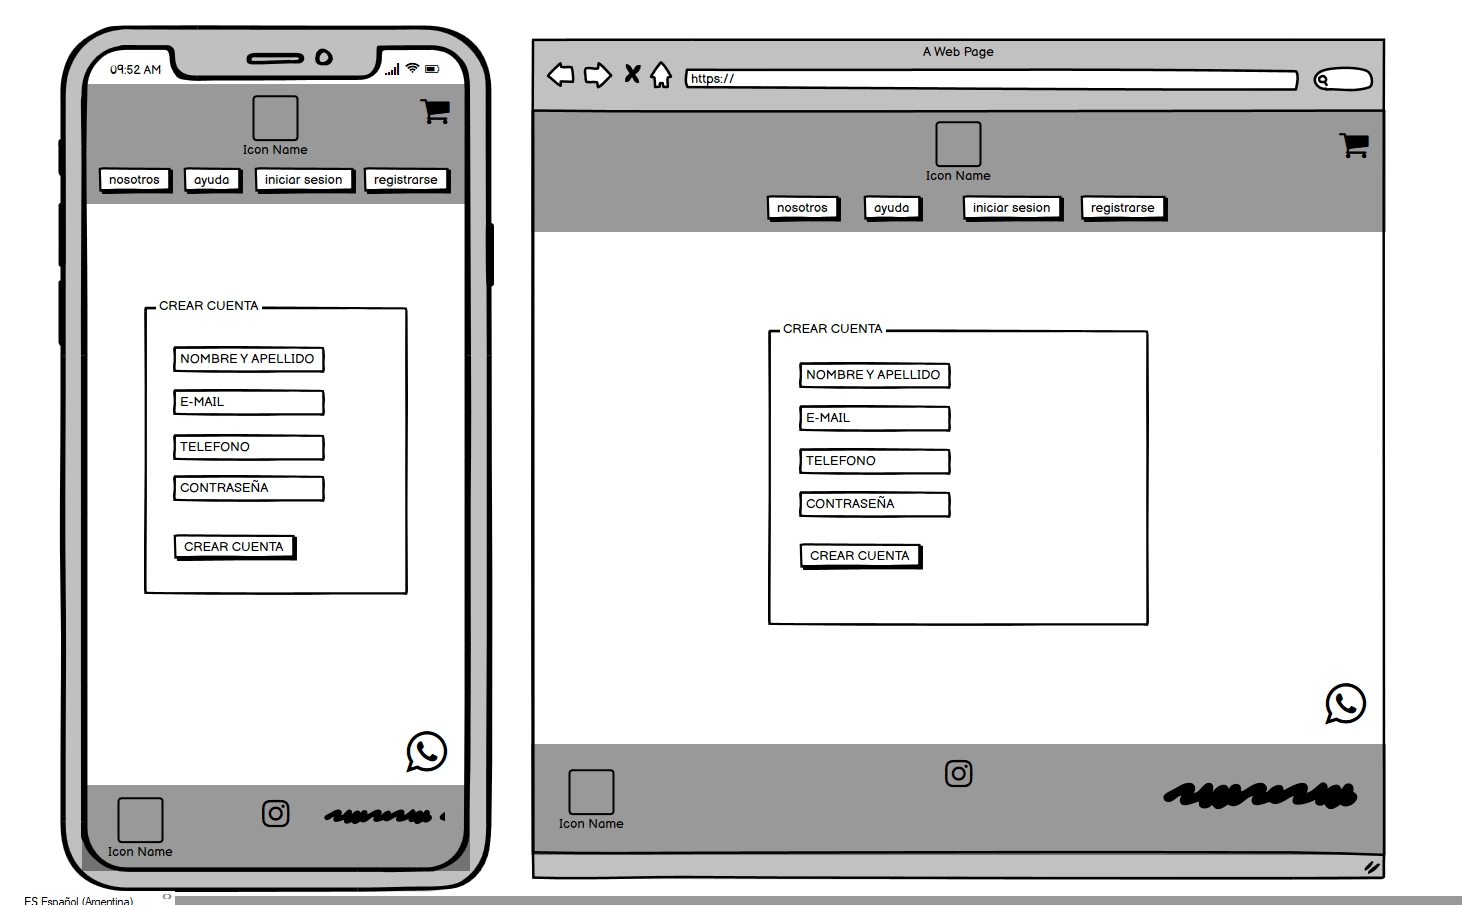 09:52 AM
Icon Name
nosotros
ayuda
iniciar sesion
registrarse
CREAR CUENTA
NOMBRE Y APELLIDO
E-MAIL
TELEFONO
CONTRASEÑA
CREAR CUENTA
Icon Name
A Web Page
https://
Icon Name
nosotros
ayuda
iniciar sesion
registrarse
CREAR CUENTA
NOMBRE Y APELLIDO
E-MAIL
TELEFONO
CONTRASEÑA
CREAR CUENTA
Icon Name
ES Español (Argentina)